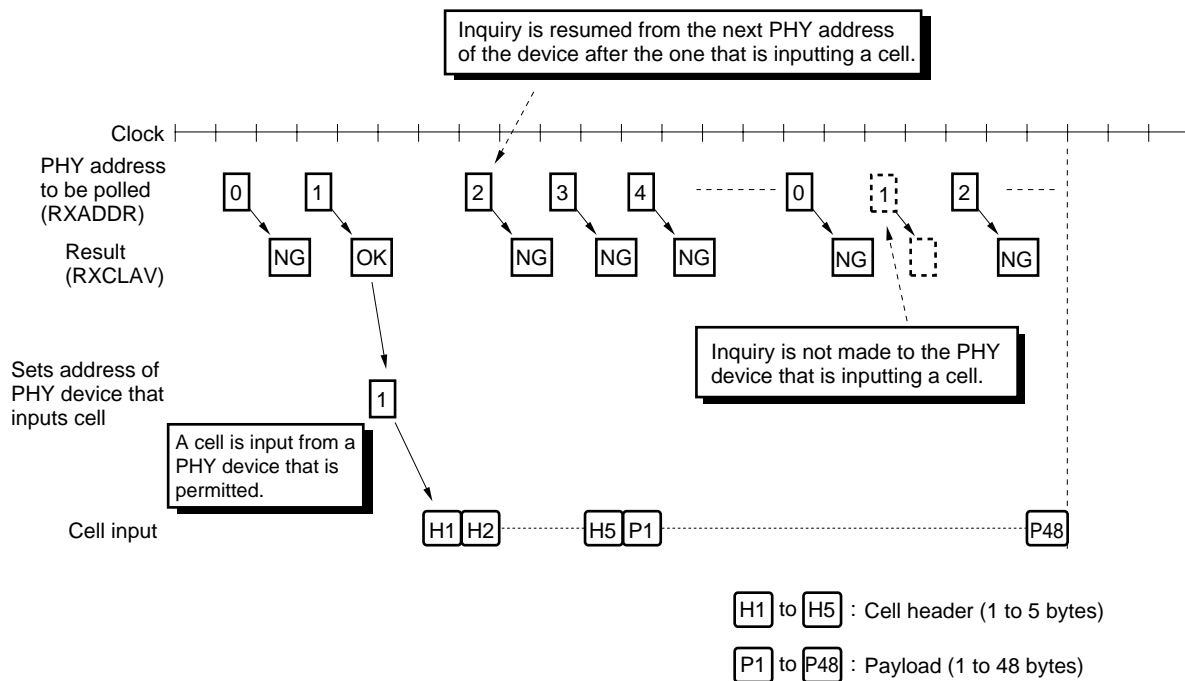 Inquiry is resumed from the next PHY address
of the device after the one that is inputting a cell.
Clock
PHY address
to be polled
(RXADDR)
0 1 2 3 4 0 1 2
Result
(RXCLAV)
NG OK NG NG NG NG NG
Inquiry is not made to the PHY
device that is inputting a cell.
Sets address of
PHY device that
inputs cell
1
A cell is input from a
PHY device that is
permitted.
Cell input
H1 H2 H5 P1 P48
H1 to H5 : Cell header (1 to 5 bytes)
P1 to P48 : Payload (1 to 48 bytes)